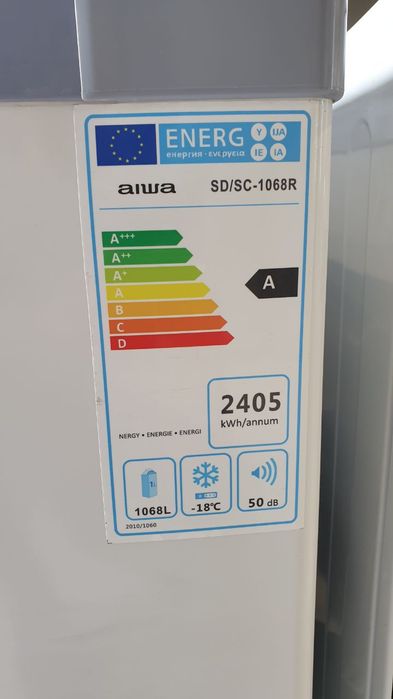 ENERG Y IJA
енергия · ενεργεια IE IA
aiwa SD/SC-1068R
A+++
A++
A+
A A
B
C
D
2405
kWh/annum
NERGY • ENERGIE • ENERGI
1L
1068L -18℃ 50 dB
2010/1060